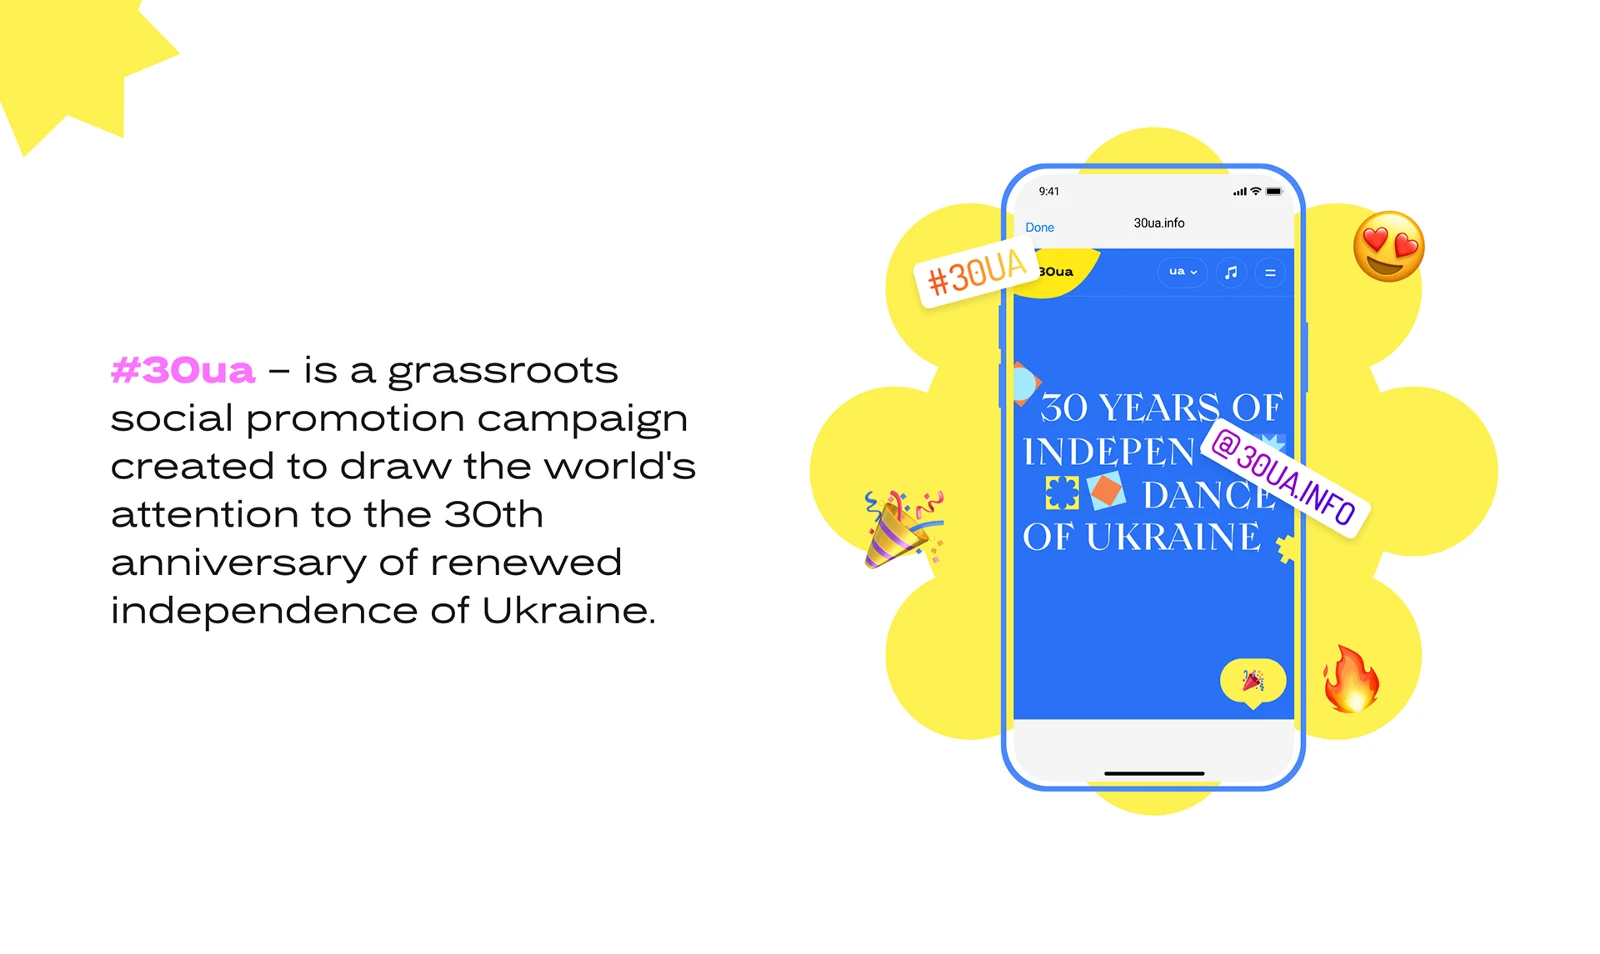 #30ua – is a grassroots
social promotion campaign
created to draw the world's
attention to the 30th
anniversary of renewed
independence of Ukraine.
9:41
Done
30ua.info
#30UA
30ua
ua
30 YEARS OF
INDEPEN
@30UA.INFO
DANCE
OF UKRAINE